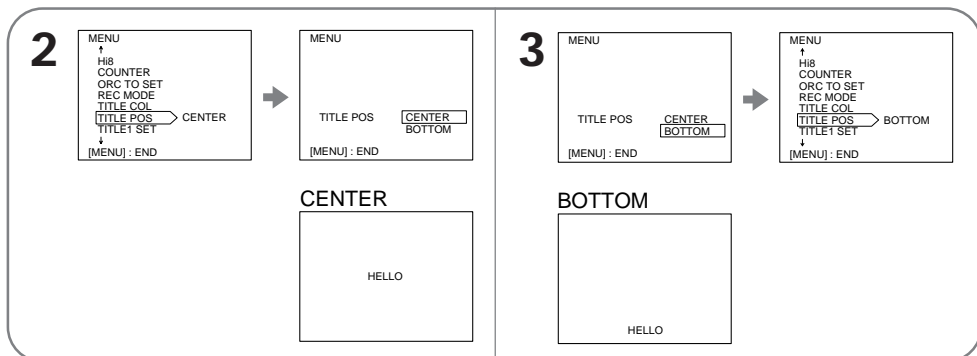 2
MENU
Hi8
COUNTER
ORC TO SET
REC MODE
TITLE COL
TITLE POS CENTER
TITLE1 SET
[MENU] : END
MENU
TITLE POS CENTER
BOTTOM
[MENU] : END
CENTER
HELLO
3
MENU
TITLE POS CENTER
BOTTOM
[MENU] : END
MENU
Hi8
COUNTER
ORC TO SET
REC MODE
TITLE COL
TITLE POS BOTTOM
TITLE1 SET
[MENU] : END
BOTTOM
HELLO